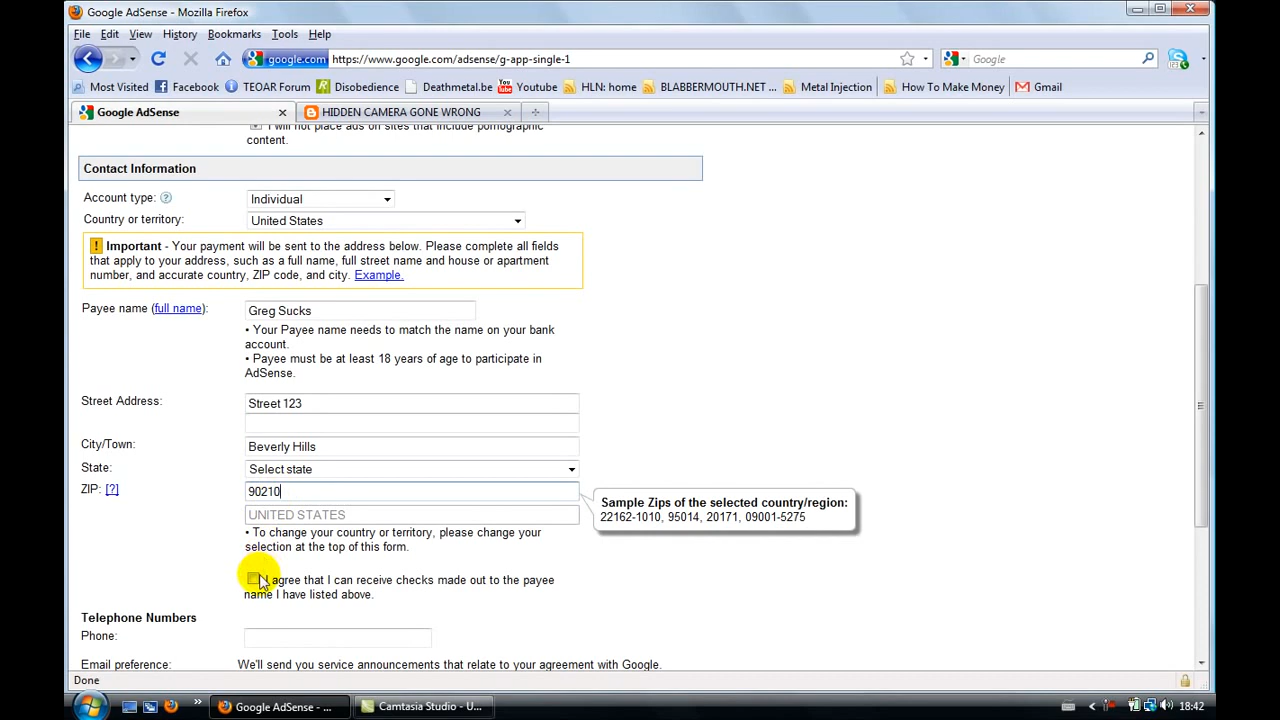 Google AdSense - Mozilla Firefox
File Edit View History Bookmarks Tools Help
google.com https://www.google.com/adsense/g-app-single-1 Google
Most Visited Facebook TEOAR Forum Disobedience Deathmetal.be Youtube HLN: home BLABBERMOUTH.NET ... Metal Injection How To Make Money Gmail
Google AdSense HIDDEN CAMERA GONE WRONG
I will not place ads on sites that include pornographic
content.
Contact Information
Account type: ? Individual
Country or territory: United States
! Important - Your payment will be sent to the address below. Please complete all fields
that apply to your address, such as a full name, full street name and house or apartment
number, and accurate country, ZIP code, and city. Example.
Payee name (full name): Greg Sucks
• Your Payee name needs to match the name on your bank
account.
• Payee must be at least 18 years of age to participate in
AdSense.
Street Address: Street 123
City/Town: Beverly Hills
State: Select state
ZIP: [?] 90210
Sample Zips of the selected country/region:
22162-1010, 95014, 20171, 09001-5275
UNITED STATES
• To change your country or territory, please change your
selection at the top of this form.
I agree that I can receive checks made out to the payee
name I have listed above.
Telephone Numbers
Phone:
Email preference: We'll send you service announcements that relate to your agreement with Google.
Done
Google AdSense - ... Camtasia Studio - U... 18:42